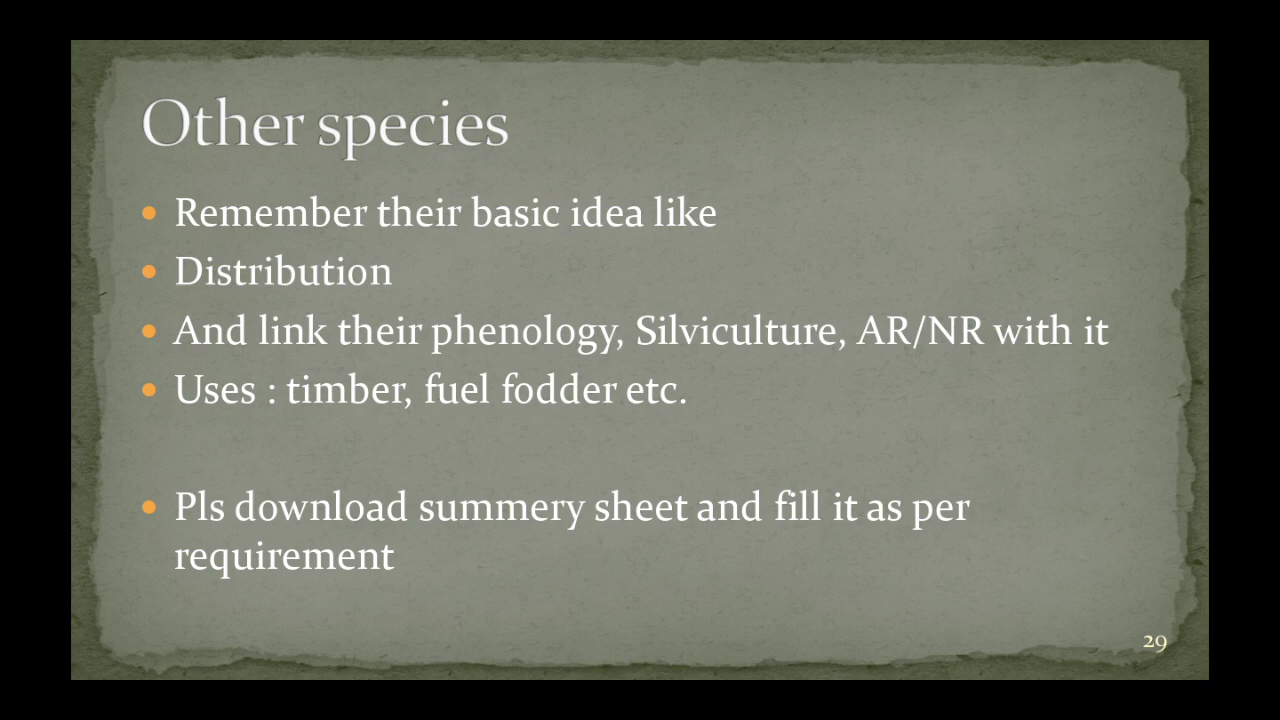 Other species
Remember their basic idea like
Distribution
And link their phenology, Silviculture, AR/NR with it
Uses : timber, fuel fodder etc.
Pls download summery sheet and fill it as per
requirement
29